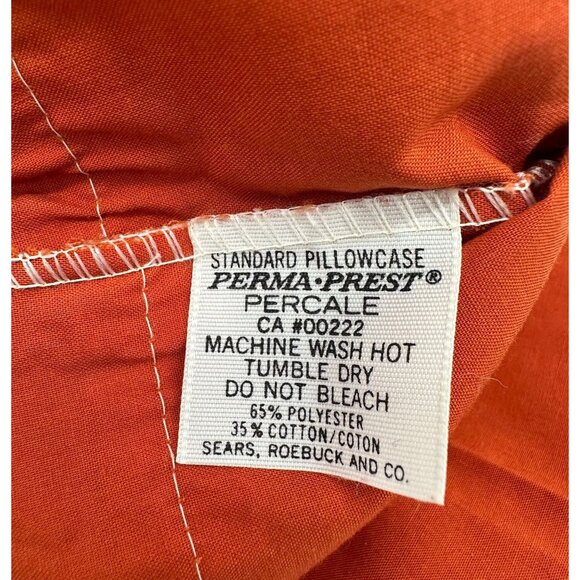 STANDARD PILLOWCASE
PERMA·PREST®
PERCALE
CA #00222
MACHINE WASH HOT
TUMBLE DRY
DO NOT BLEACH
65% POLYESTER
35% COTTON/COTON
SEARS, ROEBUCK AND CO.